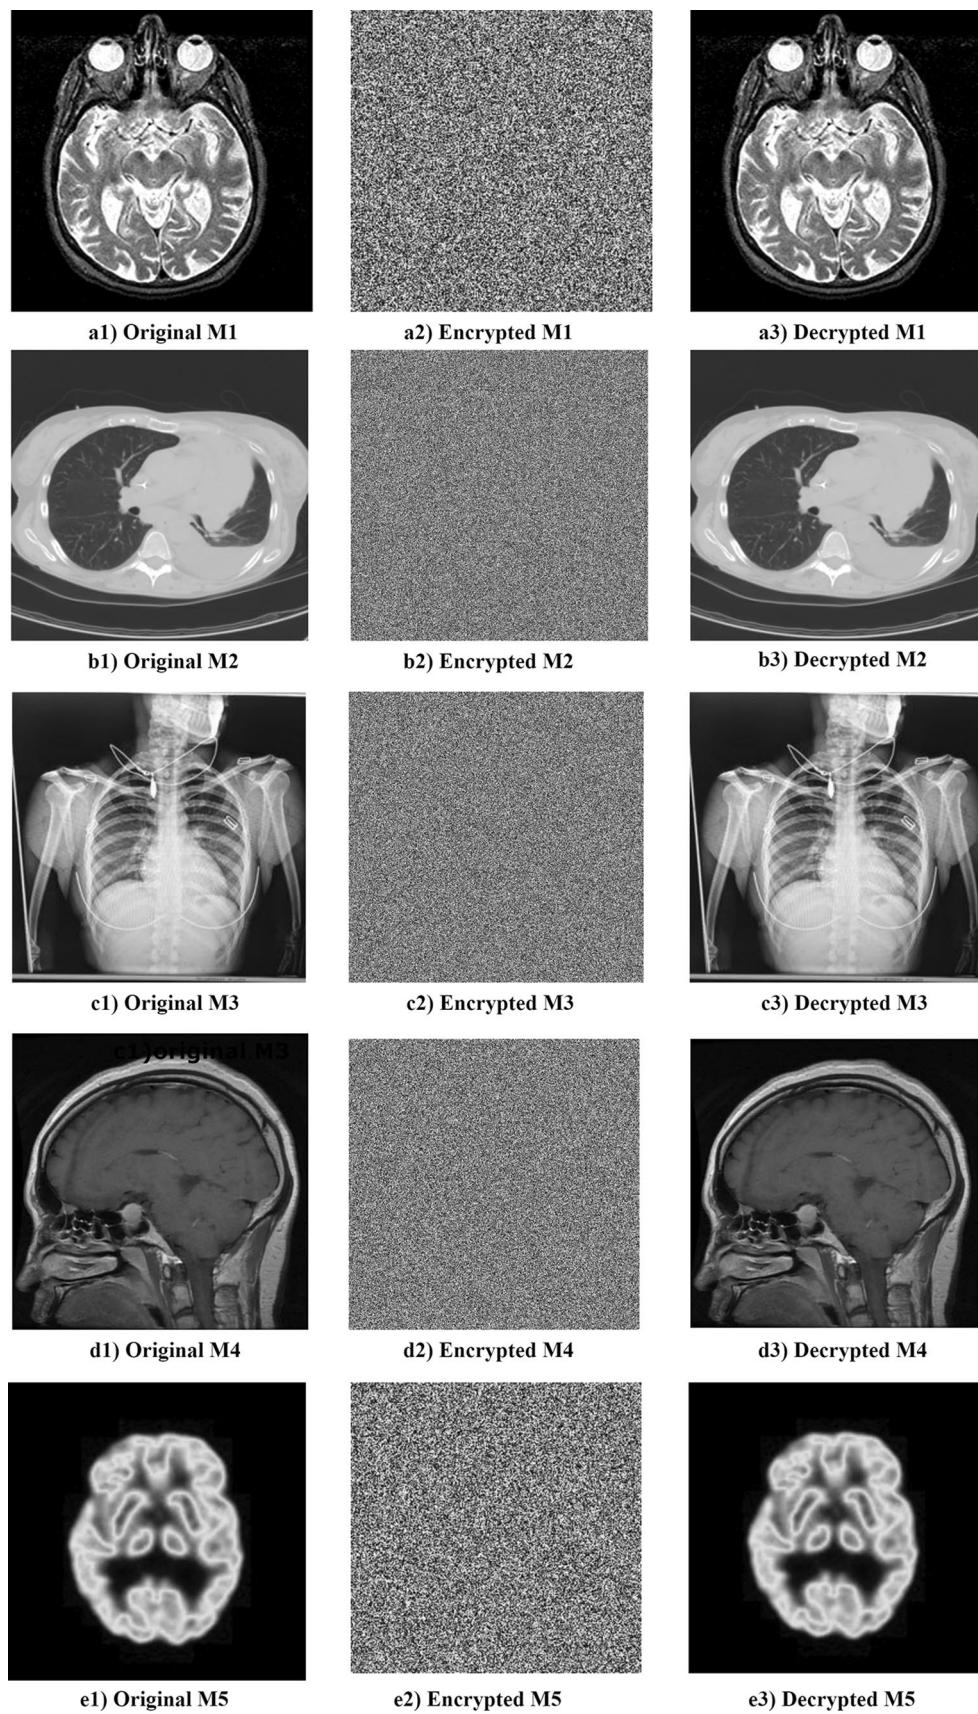 a1) Original M1
a2) Encrypted M1
a3) Decrypted M1
b1) Original M2
b2) Encrypted M2
b3) Decrypted M2
c1) Original M3
c2) Encrypted M3
c3) Decrypted M3
c1)original M3
d1) Original M4
d2) Encrypted M4
d3) Decrypted M4
e1) Original M5
e2) Encrypted M5
e3) Decrypted M5